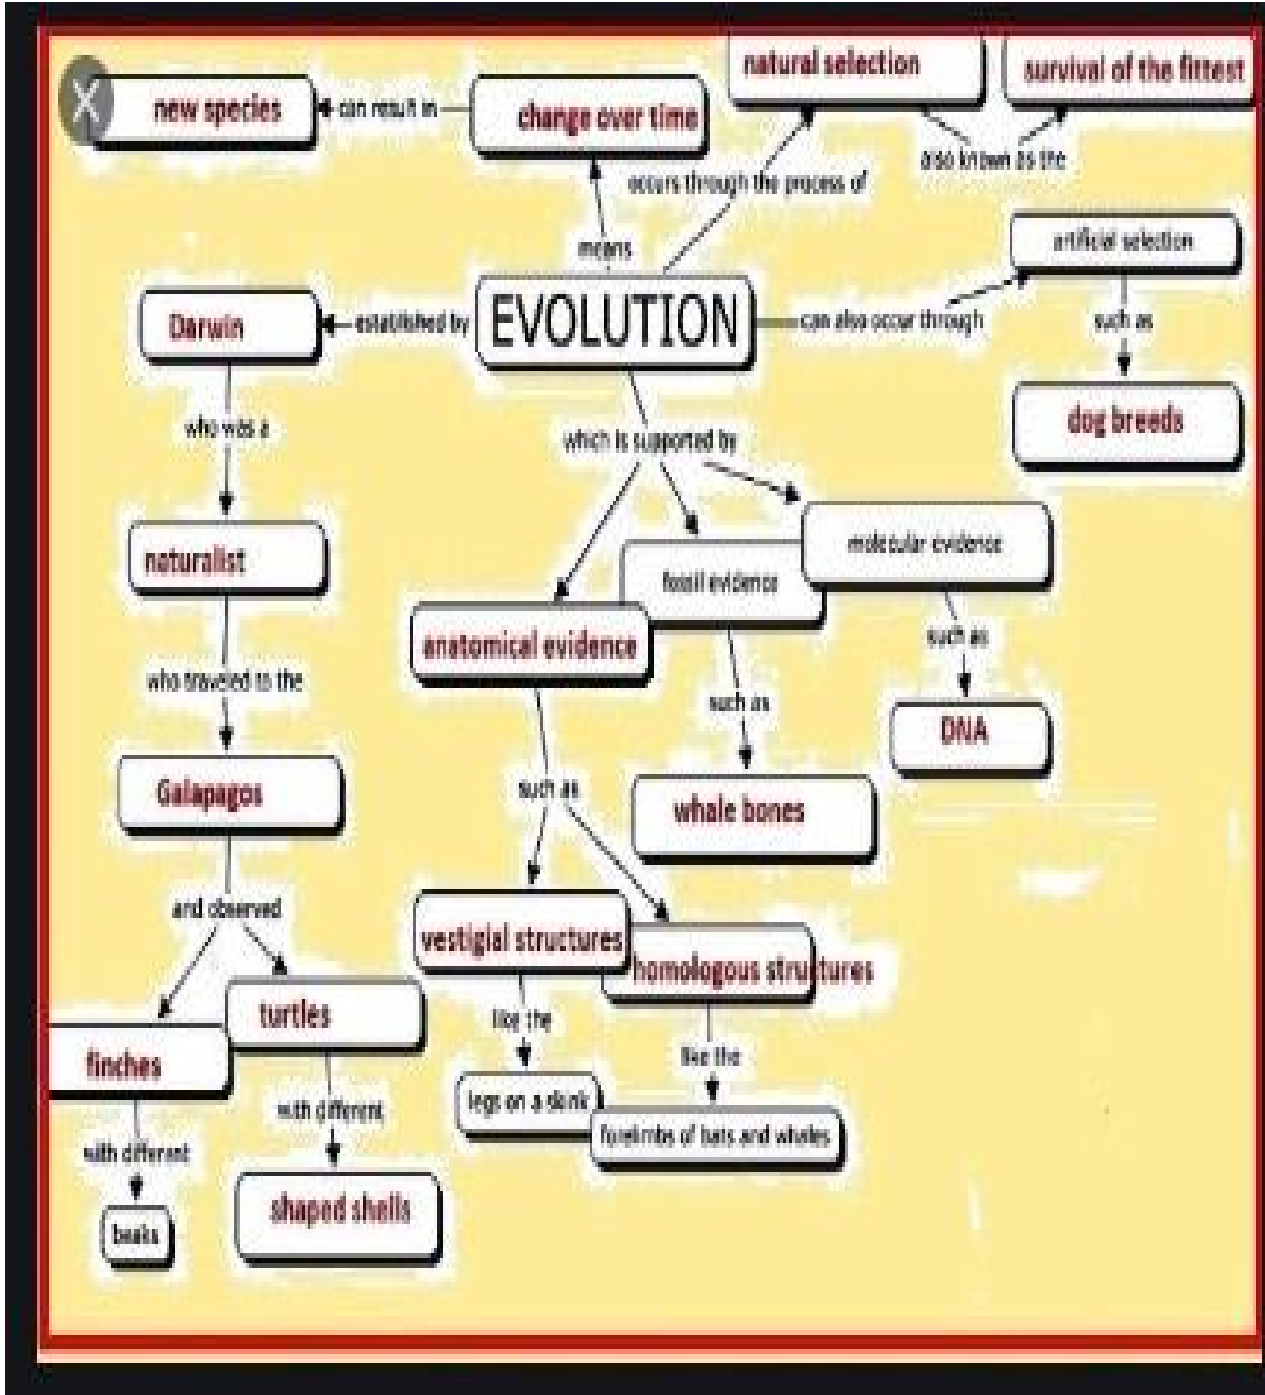 natural selection
survival of the fittest
X
new species
can result in
change over time
also known as the
occurs through the process of
means
artificial selection
Darwin
established by
EVOLUTION
can also occur through
such as
dog breeds
who was a
which is supported by
naturalist
molecular evidence
fossil evidence
anatomical evidence
such as
who traveled to the
such as
DNA
Galapagos
such as
whale bones
and observed
vestigial structures
homologous structures
turtles
like the
finches
like the
legs on a skink
with different
forelimbs of bats and whales
with different
shaped shells
beaks